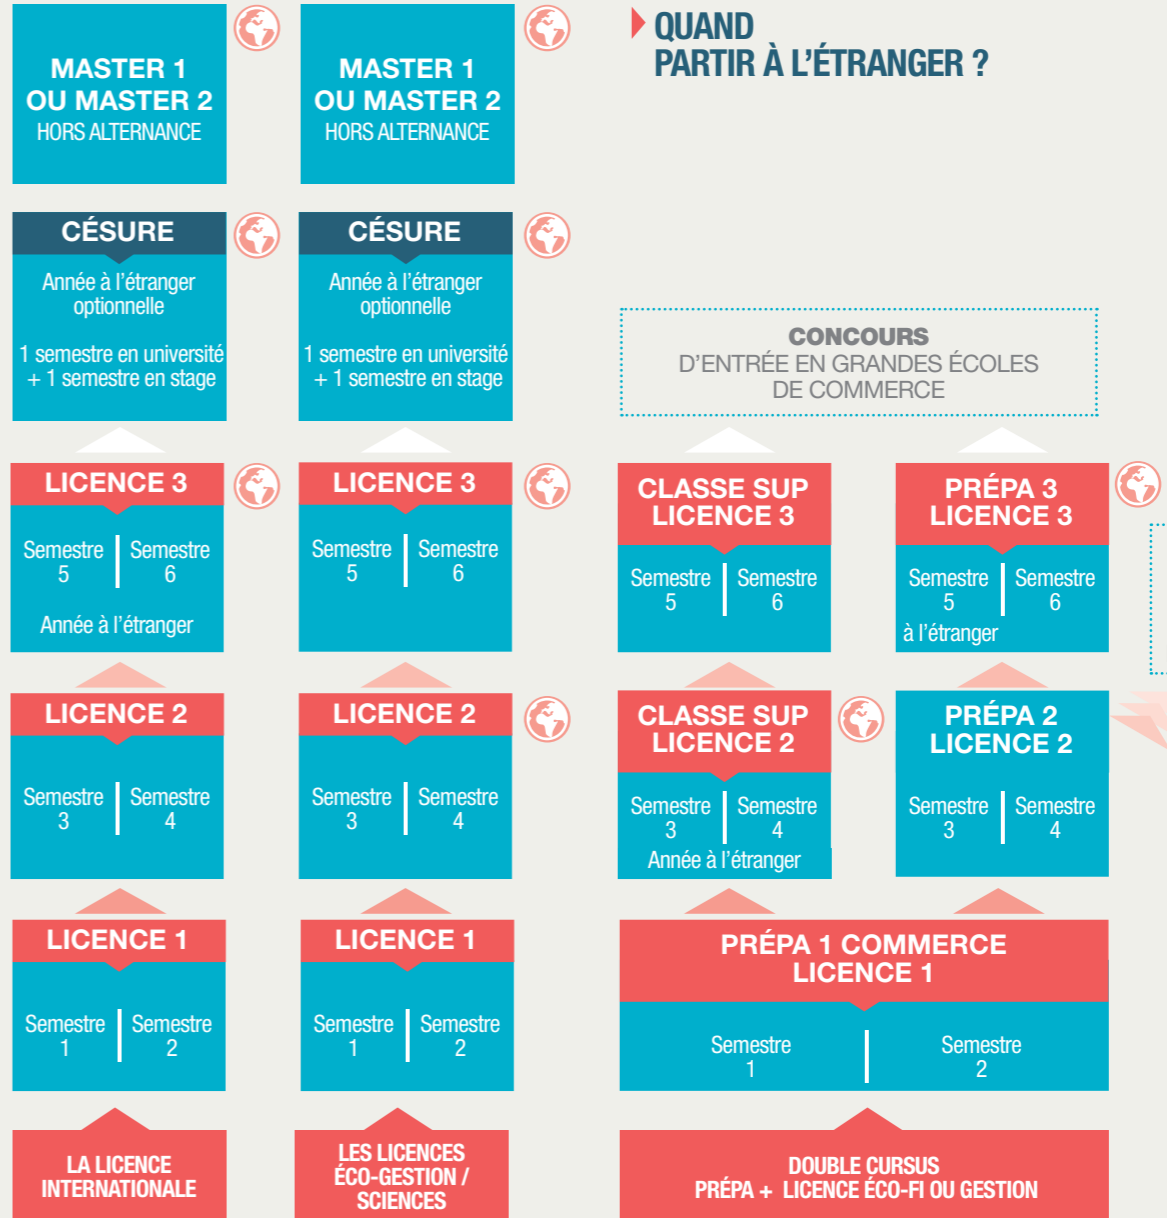 QUAND
PARTIR À L'ÉTRANGER ?
MASTER 1
OU MASTER 2
HORS ALTERNANCE
MASTER 1
OU MASTER 2
HORS ALTERNANCE
CÉSURE
Année à l'étranger
optionnelle
1 semestre en université
+ 1 semestre en stage
CÉSURE
Année à l'étranger
optionnelle
1 semestre en université
+ 1 semestre en stage
CONCOURS
D'ENTRÉE EN GRANDES ÉCOLES
DE COMMERCE
LICENCE 3
Semestre
5
Semestre
6
Année à l'étranger
LICENCE 3
Semestre
5
Semestre
6
CLASSE SUP
LICENCE 3
Semestre
5
Semestre
6
PRÉPA 3
LICENCE 3
Semestre
5
Semestre
6
à l'étranger
LICENCE 2
Semestre
3
Semestre
4
LICENCE 2
Semestre
3
Semestre
4
CLASSE SUP
LICENCE 2
Semestre
3
Semestre
4
Année à l'étranger
PRÉPA 2
LICENCE 2
Semestre
3
Semestre
4
LICENCE 1
Semestre
1
Semestre
2
LICENCE 1
Semestre
1
Semestre
2
PRÉPA 1 COMMERCE
LICENCE 1
Semestre
1
Semestre
2
LA LICENCE
INTERNATIONALE
LES LICENCES
ÉCO-GESTION /
SCIENCES
DOUBLE CURSUS
PRÉPA + LICENCE ÉCO-FI OU GESTION